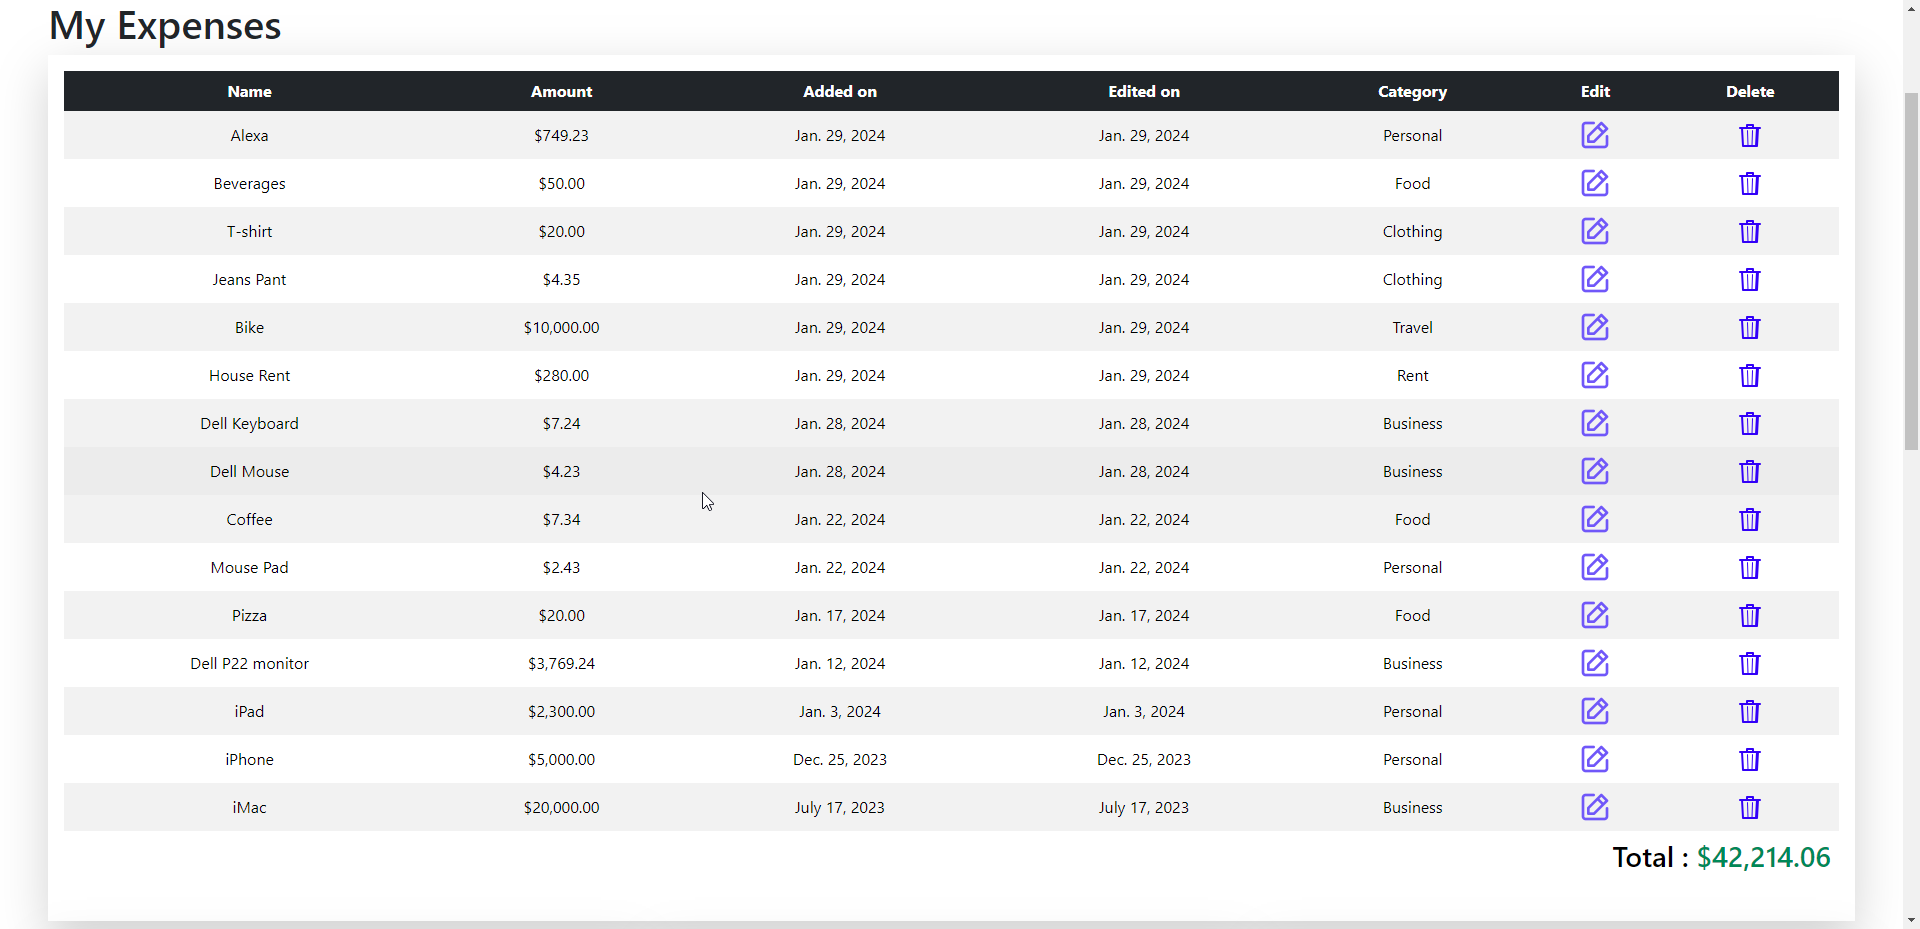 My Expenses
Name Amount Added on Edited on Category Edit Delete
Alexa $749.23 Jan. 29, 2024 Jan. 29, 2024 Personal
Beverages $50.00 Jan. 29, 2024 Jan. 29, 2024 Food
T-shirt $20.00 Jan. 29, 2024 Jan. 29, 2024 Clothing
Jeans Pant $4.35 Jan. 29, 2024 Jan. 29, 2024 Clothing
Bike $10,000.00 Jan. 29, 2024 Jan. 29, 2024 Travel
House Rent $280.00 Jan. 29, 2024 Jan. 29, 2024 Rent
Dell Keyboard $7.24 Jan. 28, 2024 Jan. 28, 2024 Business
Dell Mouse $4.23 Jan. 28, 2024 Jan. 28, 2024 Business
Coffee $7.34 Jan. 22, 2024 Jan. 22, 2024 Food
Mouse Pad $2.43 Jan. 22, 2024 Jan. 22, 2024 Personal
Pizza $20.00 Jan. 17, 2024 Jan. 17, 2024 Food
Dell P22 monitor $3,769.24 Jan. 12, 2024 Jan. 12, 2024 Business
iPad $2,300.00 Jan. 3, 2024 Jan. 3, 2024 Personal
iPhone $5,000.00 Dec. 25, 2023 Dec. 25, 2023 Personal
iMac $20,000.00 July 17, 2023 July 17, 2023 Business
Total : $42,214.06